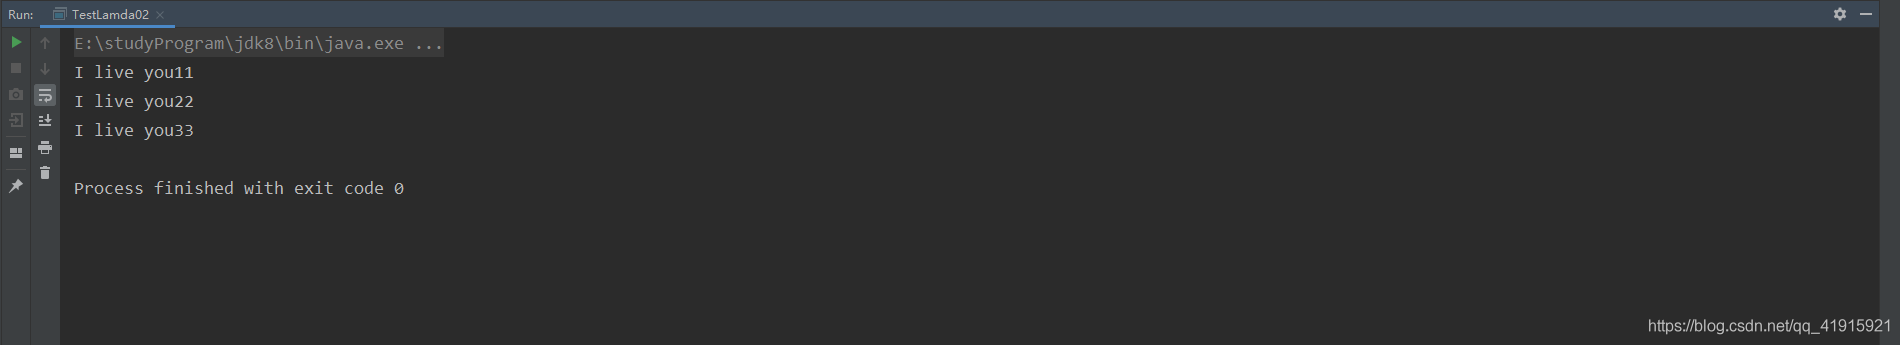 Run: TestLamda02
E:\studyProgram\jdk8\bin\java.exe ...
I live you11
I live you22
I live you33
Process finished with exit code 0
https://blog.csdn.net/qq_41915921